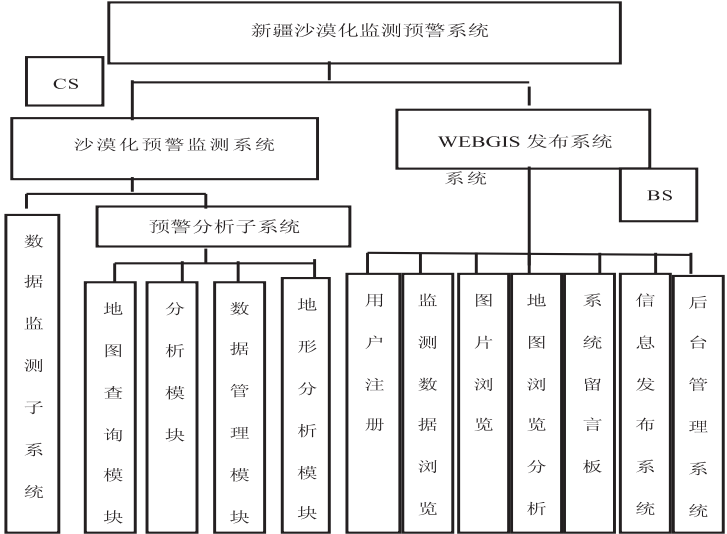 新疆沙漠化监测预警系统
CS
沙漠化预警监测系统
WEBGIS 发布系统
系统
BS
预警分析子系统
数据监测子系统
地图查询模块
分析模块
数据管理模块
地形分析模块
用户注册
监测数据浏览
图片浏览
地图浏览分析
系统留言板
信息发布系统
后台管理系统